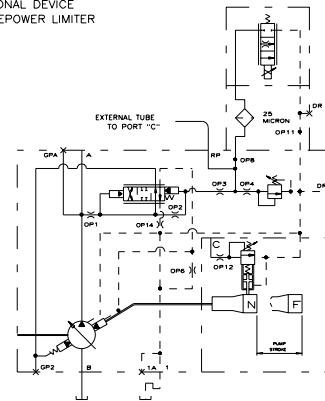 ONAL DEVICE
EPOWER LIMITER
EXTERNAL TUBE
TO PORT "C"
25
MICRON
DR
OP11
GPA
A
RP
OP8
OP3
OP4
DR
OP2
OP1
OP14
C
OP12
OP6
N
F
PUMP
STROKE
GP2
B
1A
1